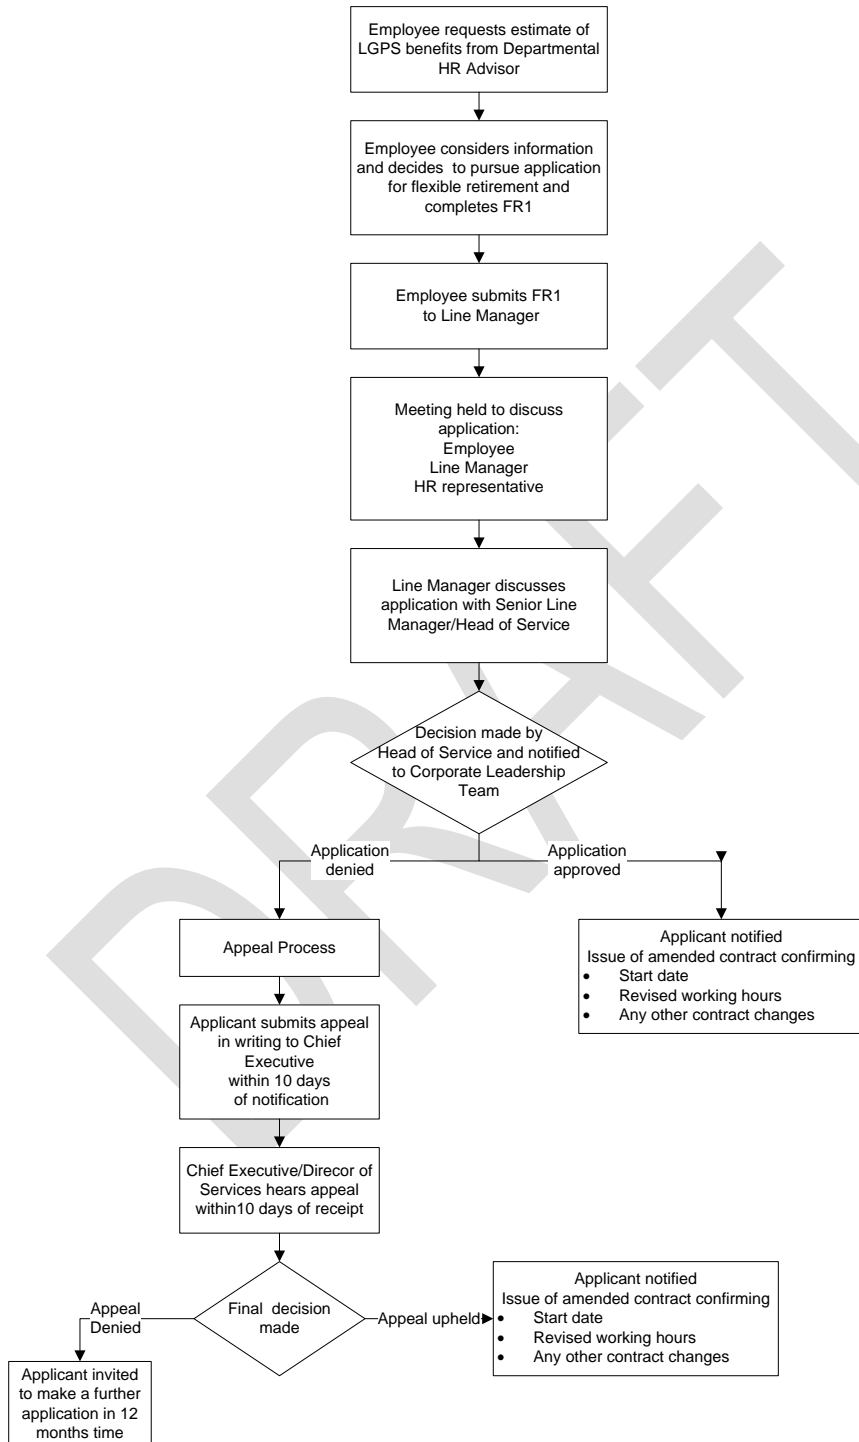 Employee requests estimate of
LGPS benefits from Departmental
HR Advisor
Employee considers information
and decides to pursue application
for flexible retirement and
completes FR1
Employee submits FR1
to Line Manager
Meeting held to discuss
application:
Employee
Line Manager
HR representative
Line Manager discusses
application with Senior Line
Manager/Head of Service
Decision made by
Head of Service and notified
to Corporate Leadership
Team
Application
denied
Application
approved
Appeal Process
Applicant notified
Issue of amended contract confirming
• Start date
• Revised working hours
• Any other contract changes
Applicant submits appeal
in writing to Chief
Executive
within 10 days
of notification
Chief Executive/Direcor of
Services hears appeal
within10 days of receipt
Final decision
made
Appeal
Denied
Appeal upheld
Applicant notified
Issue of amended contract confirming
• Start date
• Revised working hours
• Any other contract changes
Applicant invited
to make a further
application in 12
months time
DRAFT